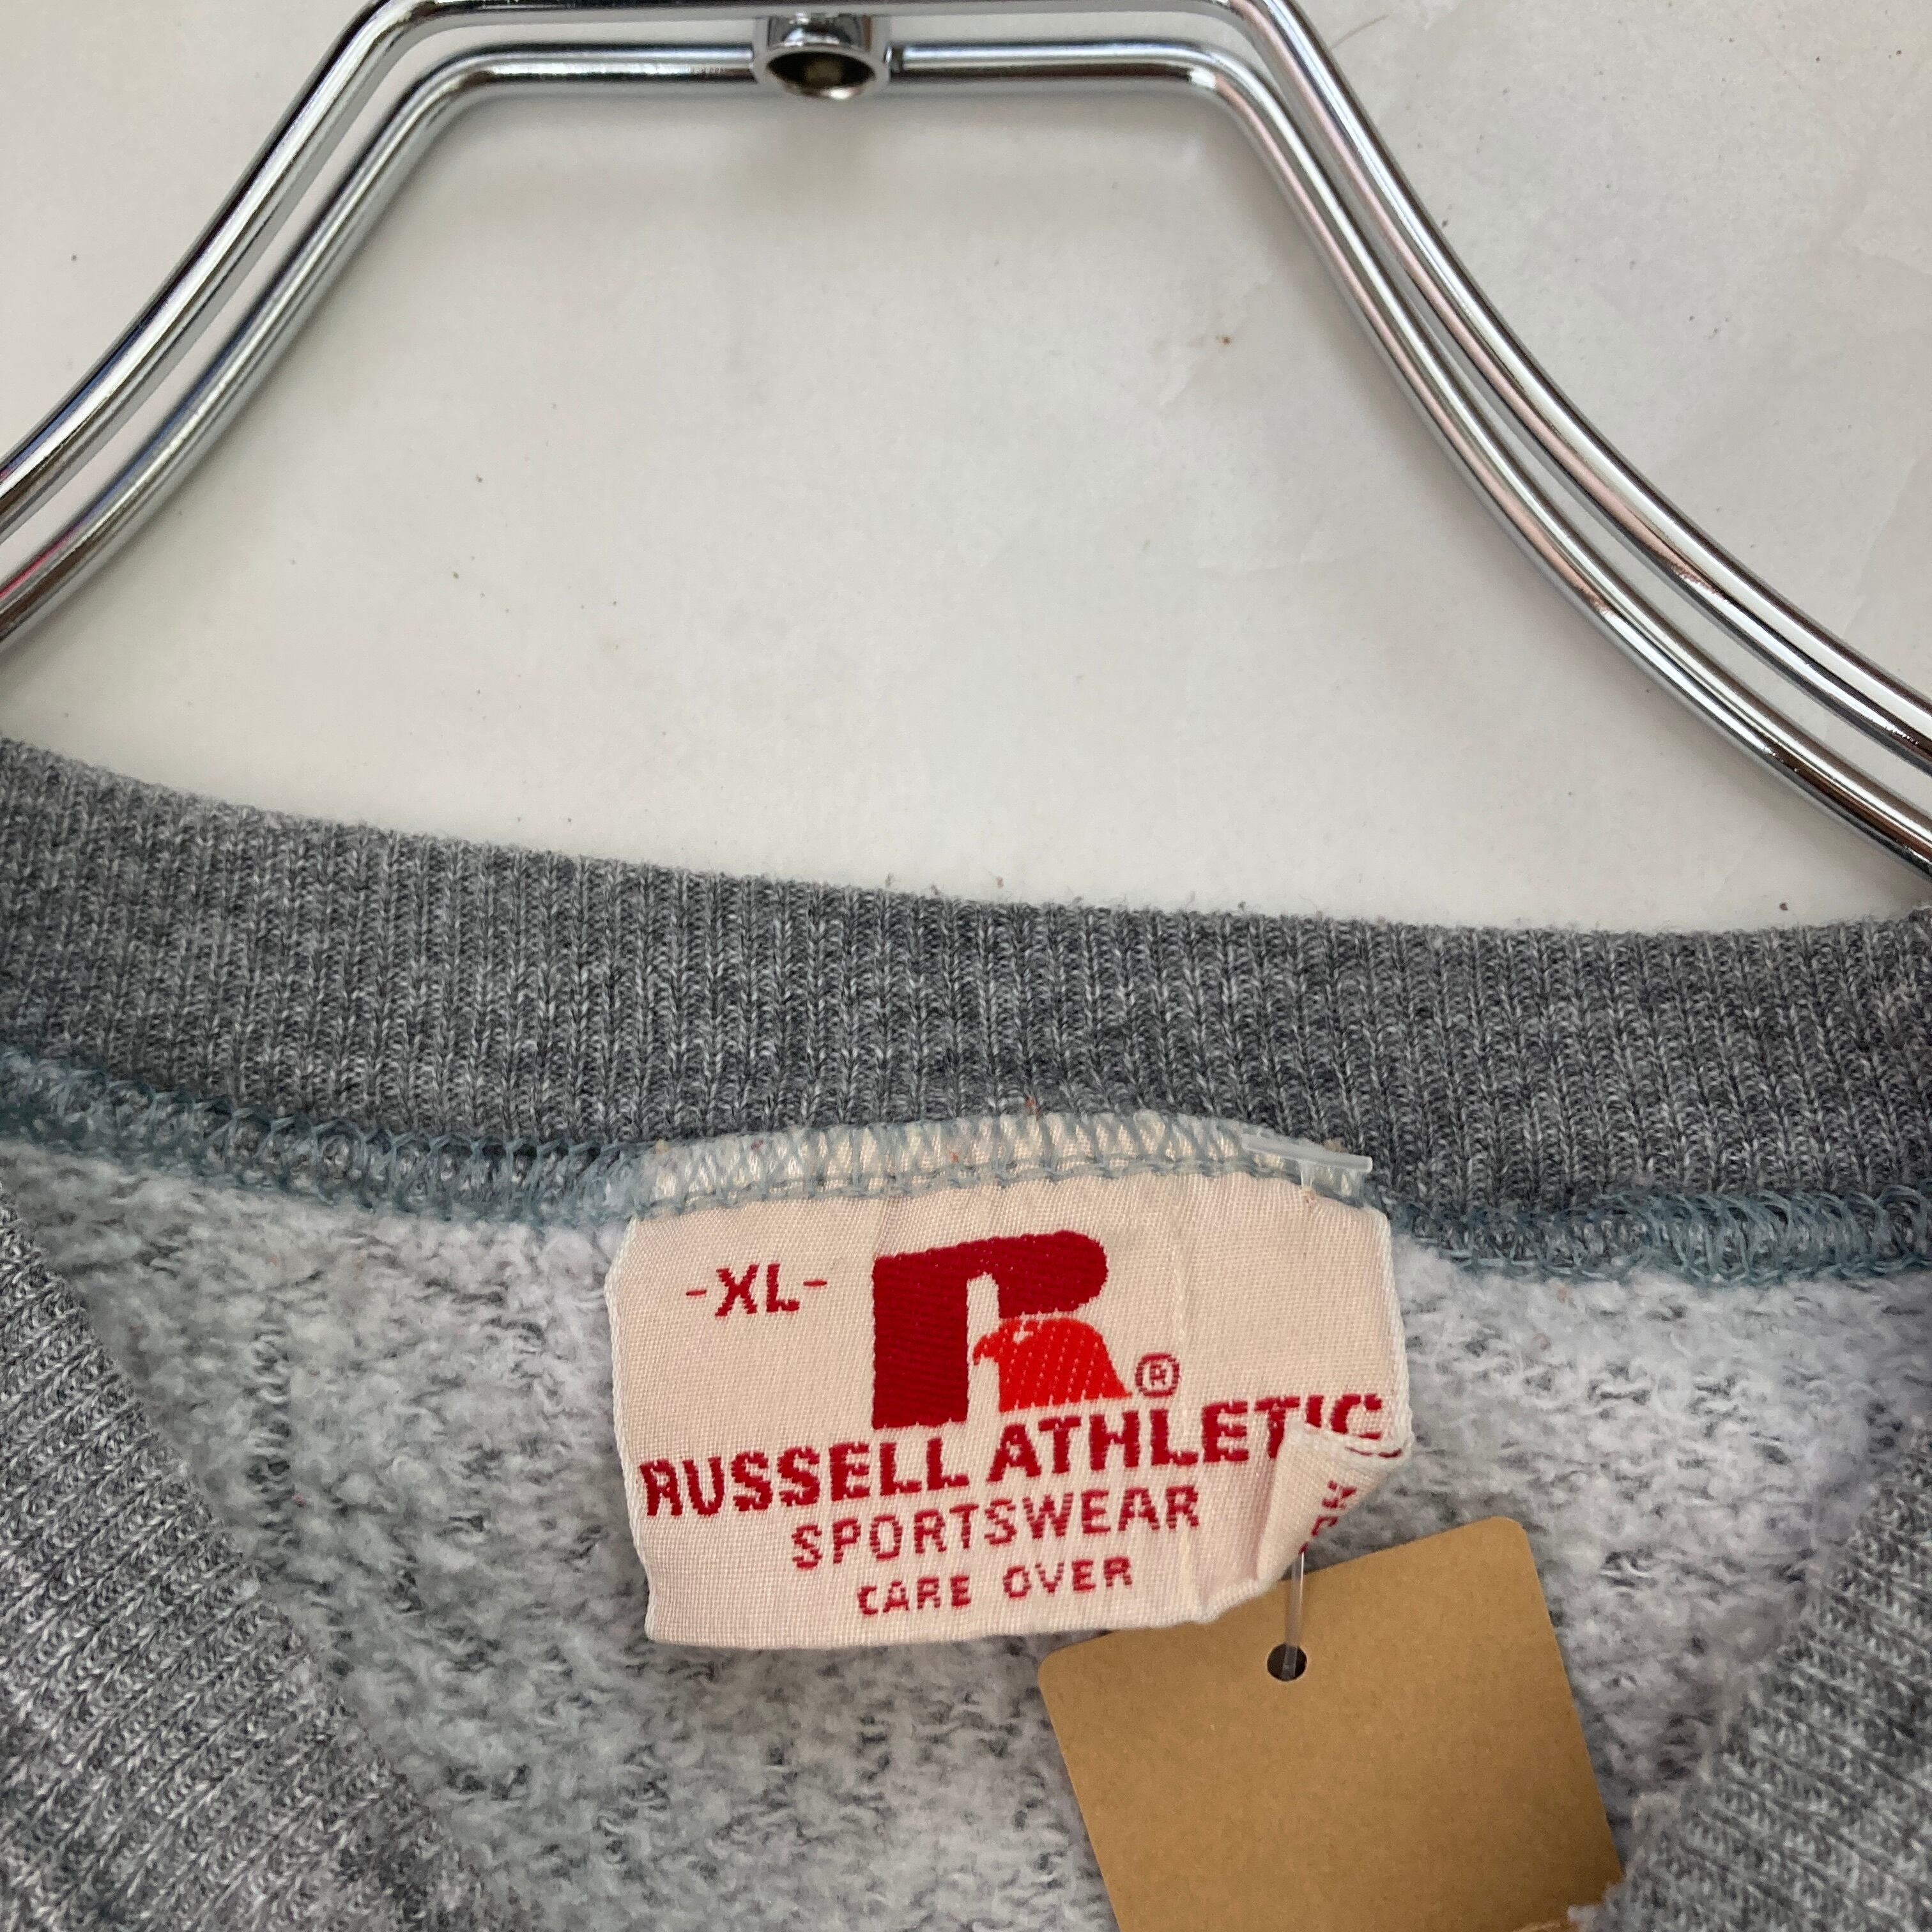 -XL-
R®
RUSSELL ATHLETIC
SPORTSWEAR
CARE OVER